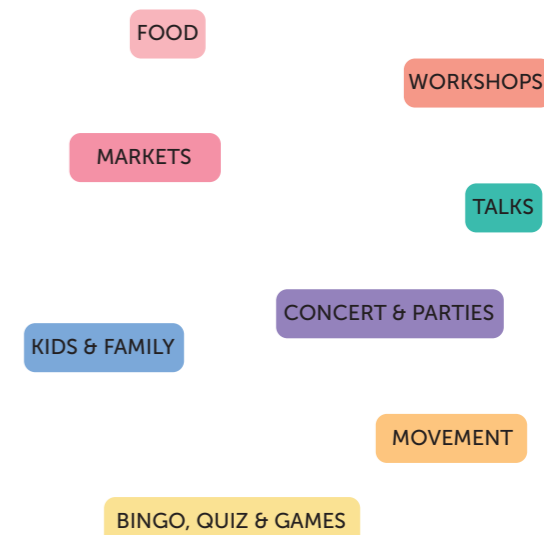 FOOD
WORKSHOPS
MARKETS
TALKS
CONCERT & PARTIES
KIDS & FAMILY
MOVEMENT
BINGO, QUIZ & GAMES